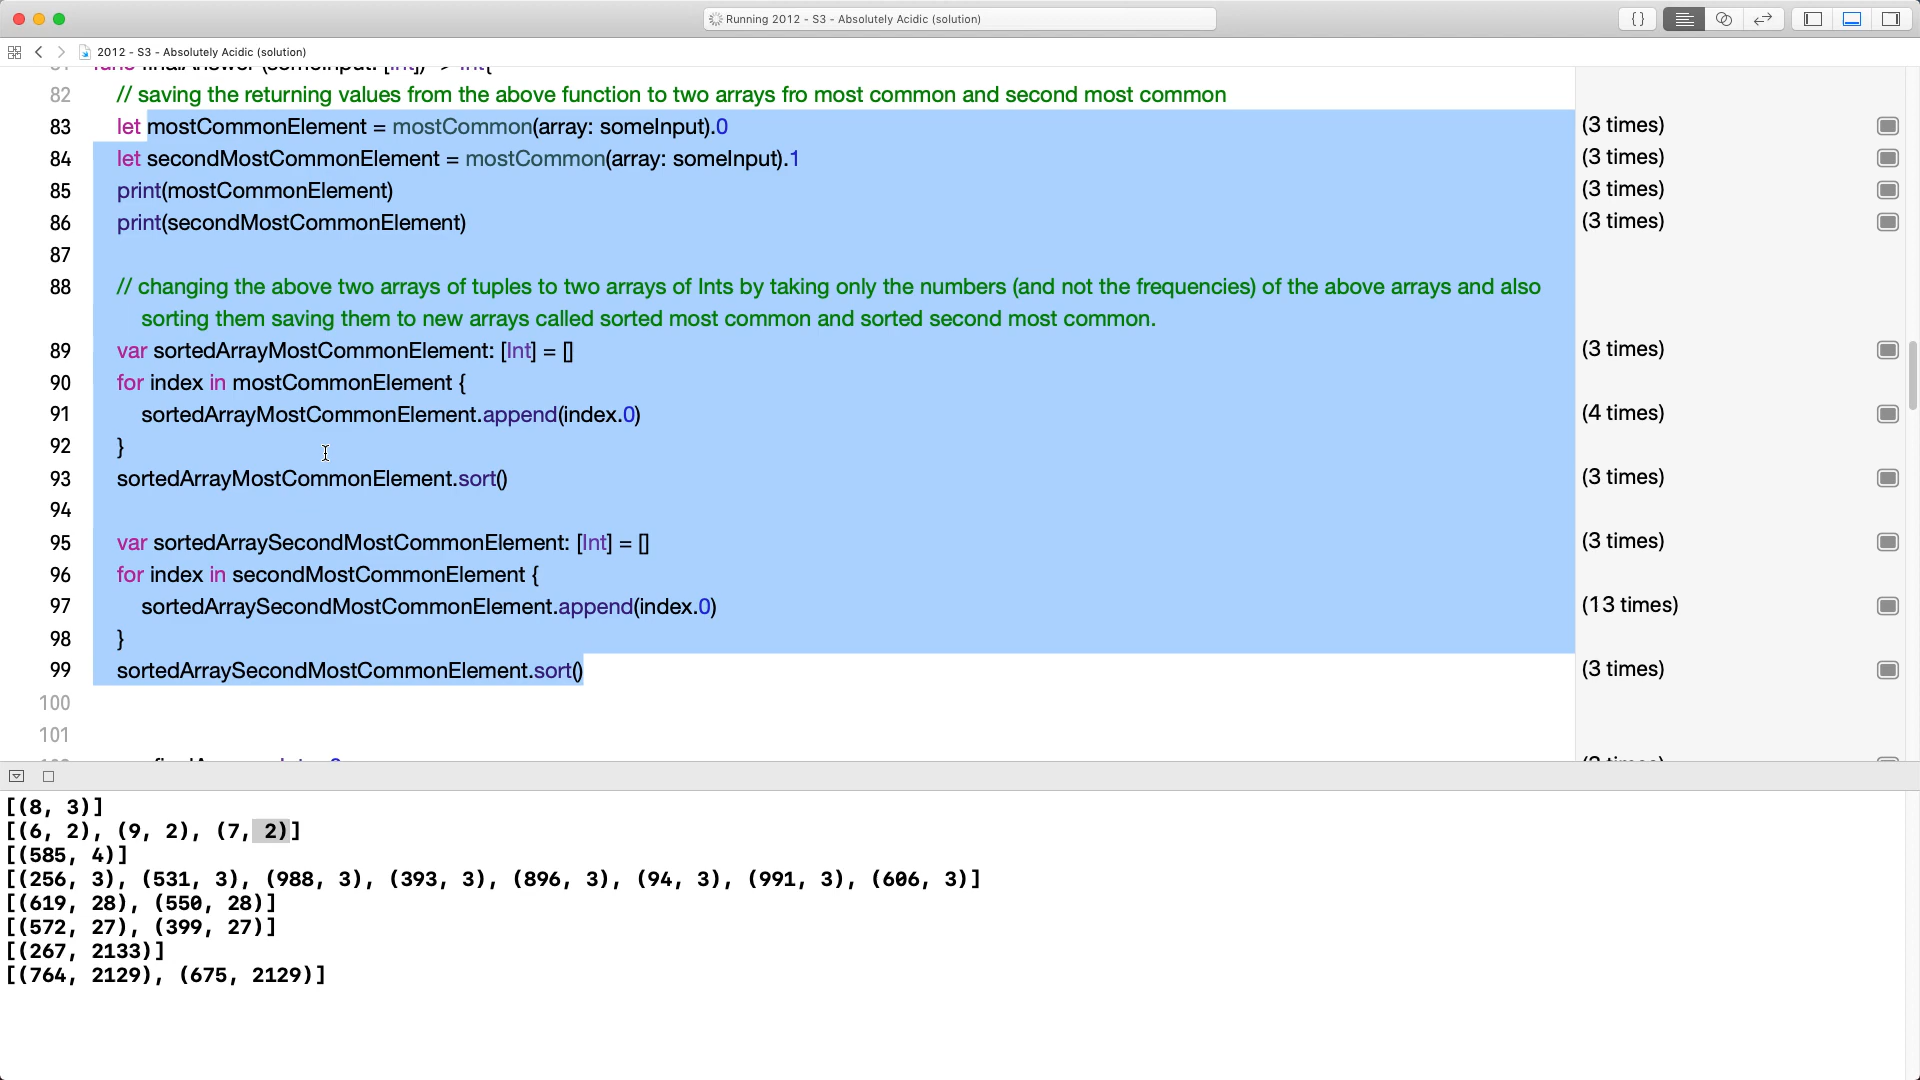 Running 2012 - S3 - Absolutely Acidic (solution)
{ }
2012 - S3 - Absolutely Acidic (solution)
82 // saving the returning values from the above function to two arrays fro most common and second most common
83 let mostCommonElement = mostCommon(array: someInput).0 (3 times)
84 let secondMostCommonElement = mostCommon(array: someInput).1 (3 times)
85 print(mostCommonElement) (3 times)
86 print(secondMostCommonElement) (3 times)
87
88 // changing the above two arrays of tuples to two arrays of Ints by taking only the numbers (and not the frequencies) of the above arrays and also
sorting them saving them to new arrays called sorted most common and sorted second most common.
89 var sortedArrayMostCommonElement: [Int] = [] (3 times)
90 for index in mostCommonElement {
91 sortedArrayMostCommonElement.append(index.0) (4 times)
92 }
93 sortedArrayMostCommonElement.sort() (3 times)
94
95 var sortedArraySecondMostCommonElement: [Int] = [] (3 times)
96 for index in secondMostCommonElement {
97 sortedArraySecondMostCommonElement.append(index.0) (13 times)
98 }
99 sortedArraySecondMostCommonElement.sort() (3 times)
100
101
[(8, 3)]
[(6, 2), (9, 2), (7, 2)]
[(585, 4)]
[(256, 3), (531, 3), (988, 3), (393, 3), (896, 3), (94, 3), (991, 3), (606, 3)]
[(619, 28), (550, 28)]
[(572, 27), (399, 27)]
[(267, 2133)]
[(764, 2129), (675, 2129)]